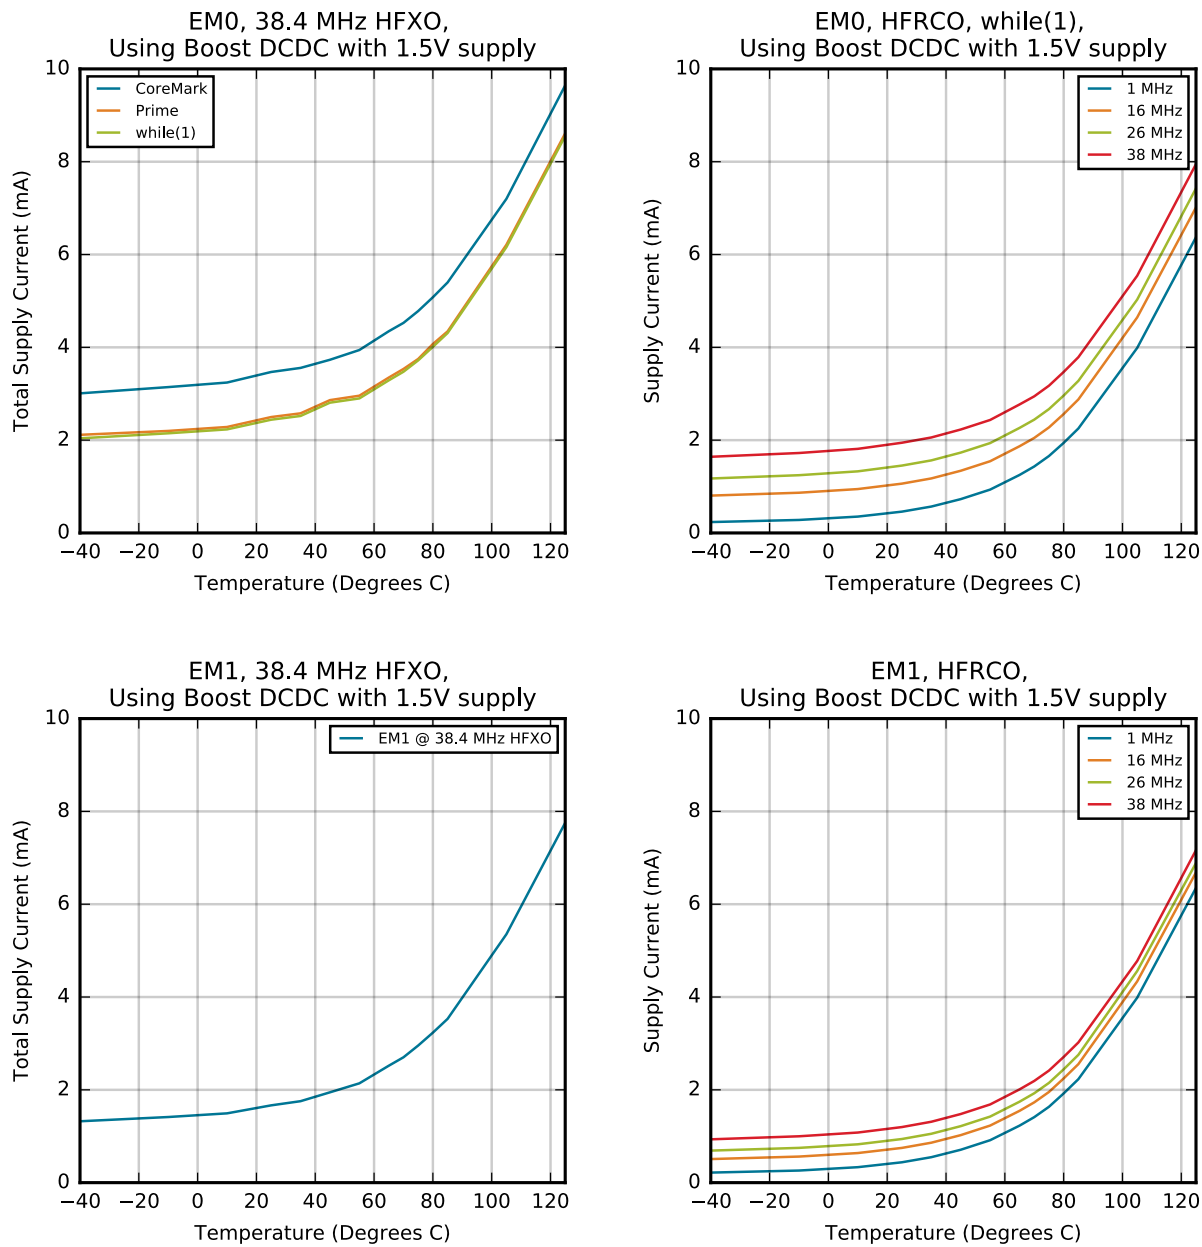 EM0, 38.4 MHz HFXO,
Using Boost DCDC with 1.5V supply
CoreMark
Prime
while(1)
Total Supply Current (mA)
10
8
6
4
2
0
−40 −20 0 20 40 60 80 100 120
Temperature (Degrees C)
EM0, HFRCO, while(1),
Using Boost DCDC with 1.5V supply
1 MHz
16 MHz
26 MHz
38 MHz
Supply Current (mA)
10
8
6
4
2
0
−40 −20 0 20 40 60 80 100 120
Temperature (Degrees C)
EM1, 38.4 MHz HFXO,
Using Boost DCDC with 1.5V supply
EM1 @ 38.4 MHz HFXO
Total Supply Current (mA)
10
8
6
4
2
0
−40 −20 0 20 40 60 80 100 120
Temperature (Degrees C)
EM1, HFRCO,
Using Boost DCDC with 1.5V supply
1 MHz
16 MHz
26 MHz
38 MHz
Supply Current (mA)
10
8
6
4
2
0
−40 −20 0 20 40 60 80 100 120
Temperature (Degrees C)